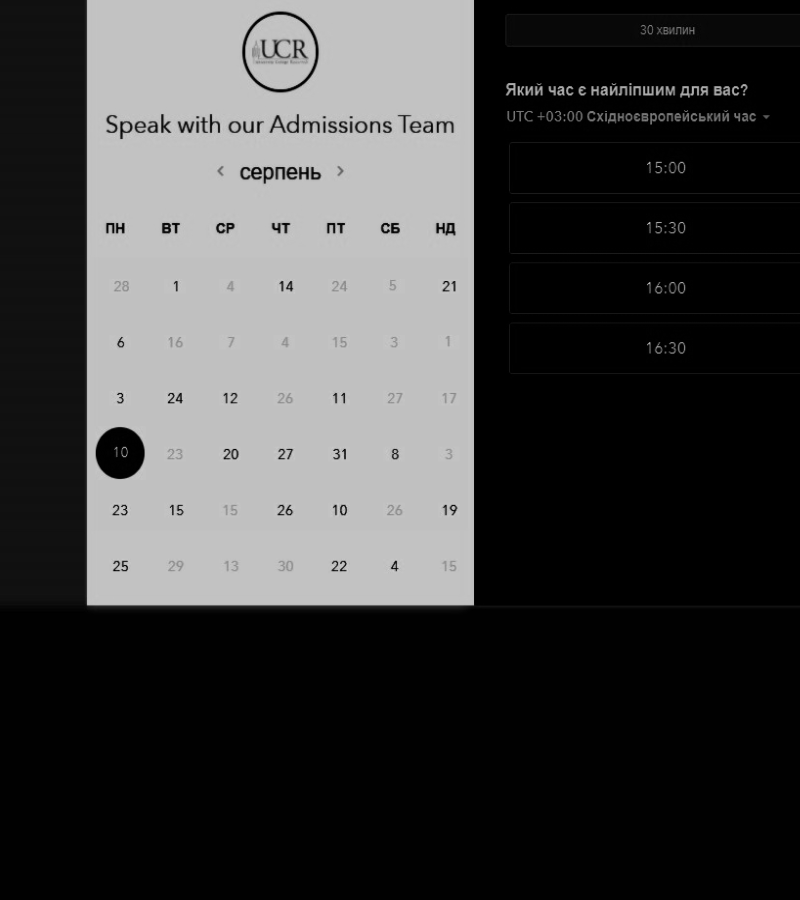 UCR
Speak with our Admissions Team
серпень
ПН ВТ СР ЧТ ПТ СБ НД
28 1 4 14 24 5 21
6 16 7 4 15 3 1
3 24 12 26 11 27 17
10 23 20 27 31 8 3
23 15 15 26 10 26 19
25 29 13 30 22 4 15
30 хвилин
Який час є найліпшим для вас?
UTC +03:00 Східноєвропейський час
15:00
15:30
16:00
16:30